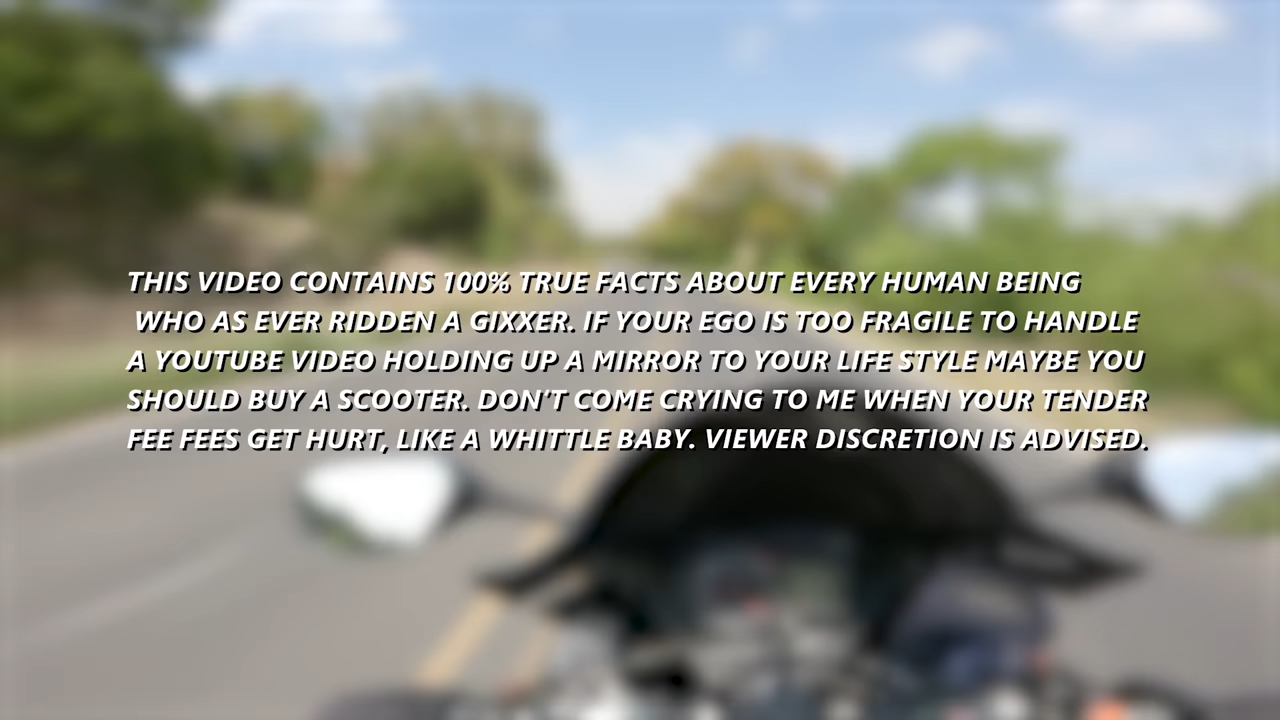 THIS VIDEO CONTAINS 100% TRUE FACTS ABOUT EVERY HUMAN BEING
WHO AS EVER RIDDEN A GIXXER. IF YOUR EGO IS TOO FRAGILE TO HANDLE
A YOUTUBE VIDEO HOLDING UP A MIRROR TO YOUR LIFE STYLE MAYBE YOU
SHOULD BUY A SCOOTER. DON'T COME CRYING TO ME WHEN YOUR TENDER
FEE FEES GET HURT, LIKE A WHITTLE BABY. VIEWER DISCRETION IS ADVISED.